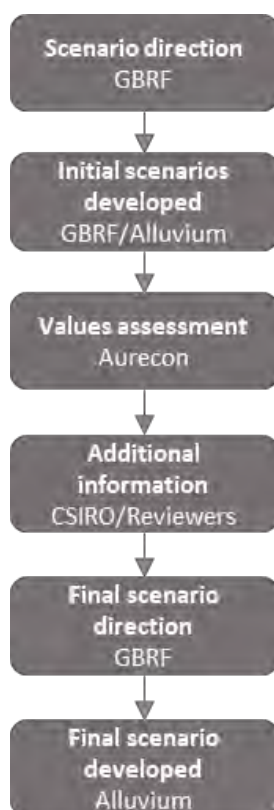 Scenario direction
GBRF
Initial scenarios
developed
GBRF/Alluvium
Values assessment
Aurecon
Additional
information
CSIRO/Reviewers
Final scenario
direction
GBRF
Final scenario
developed
Alluvium